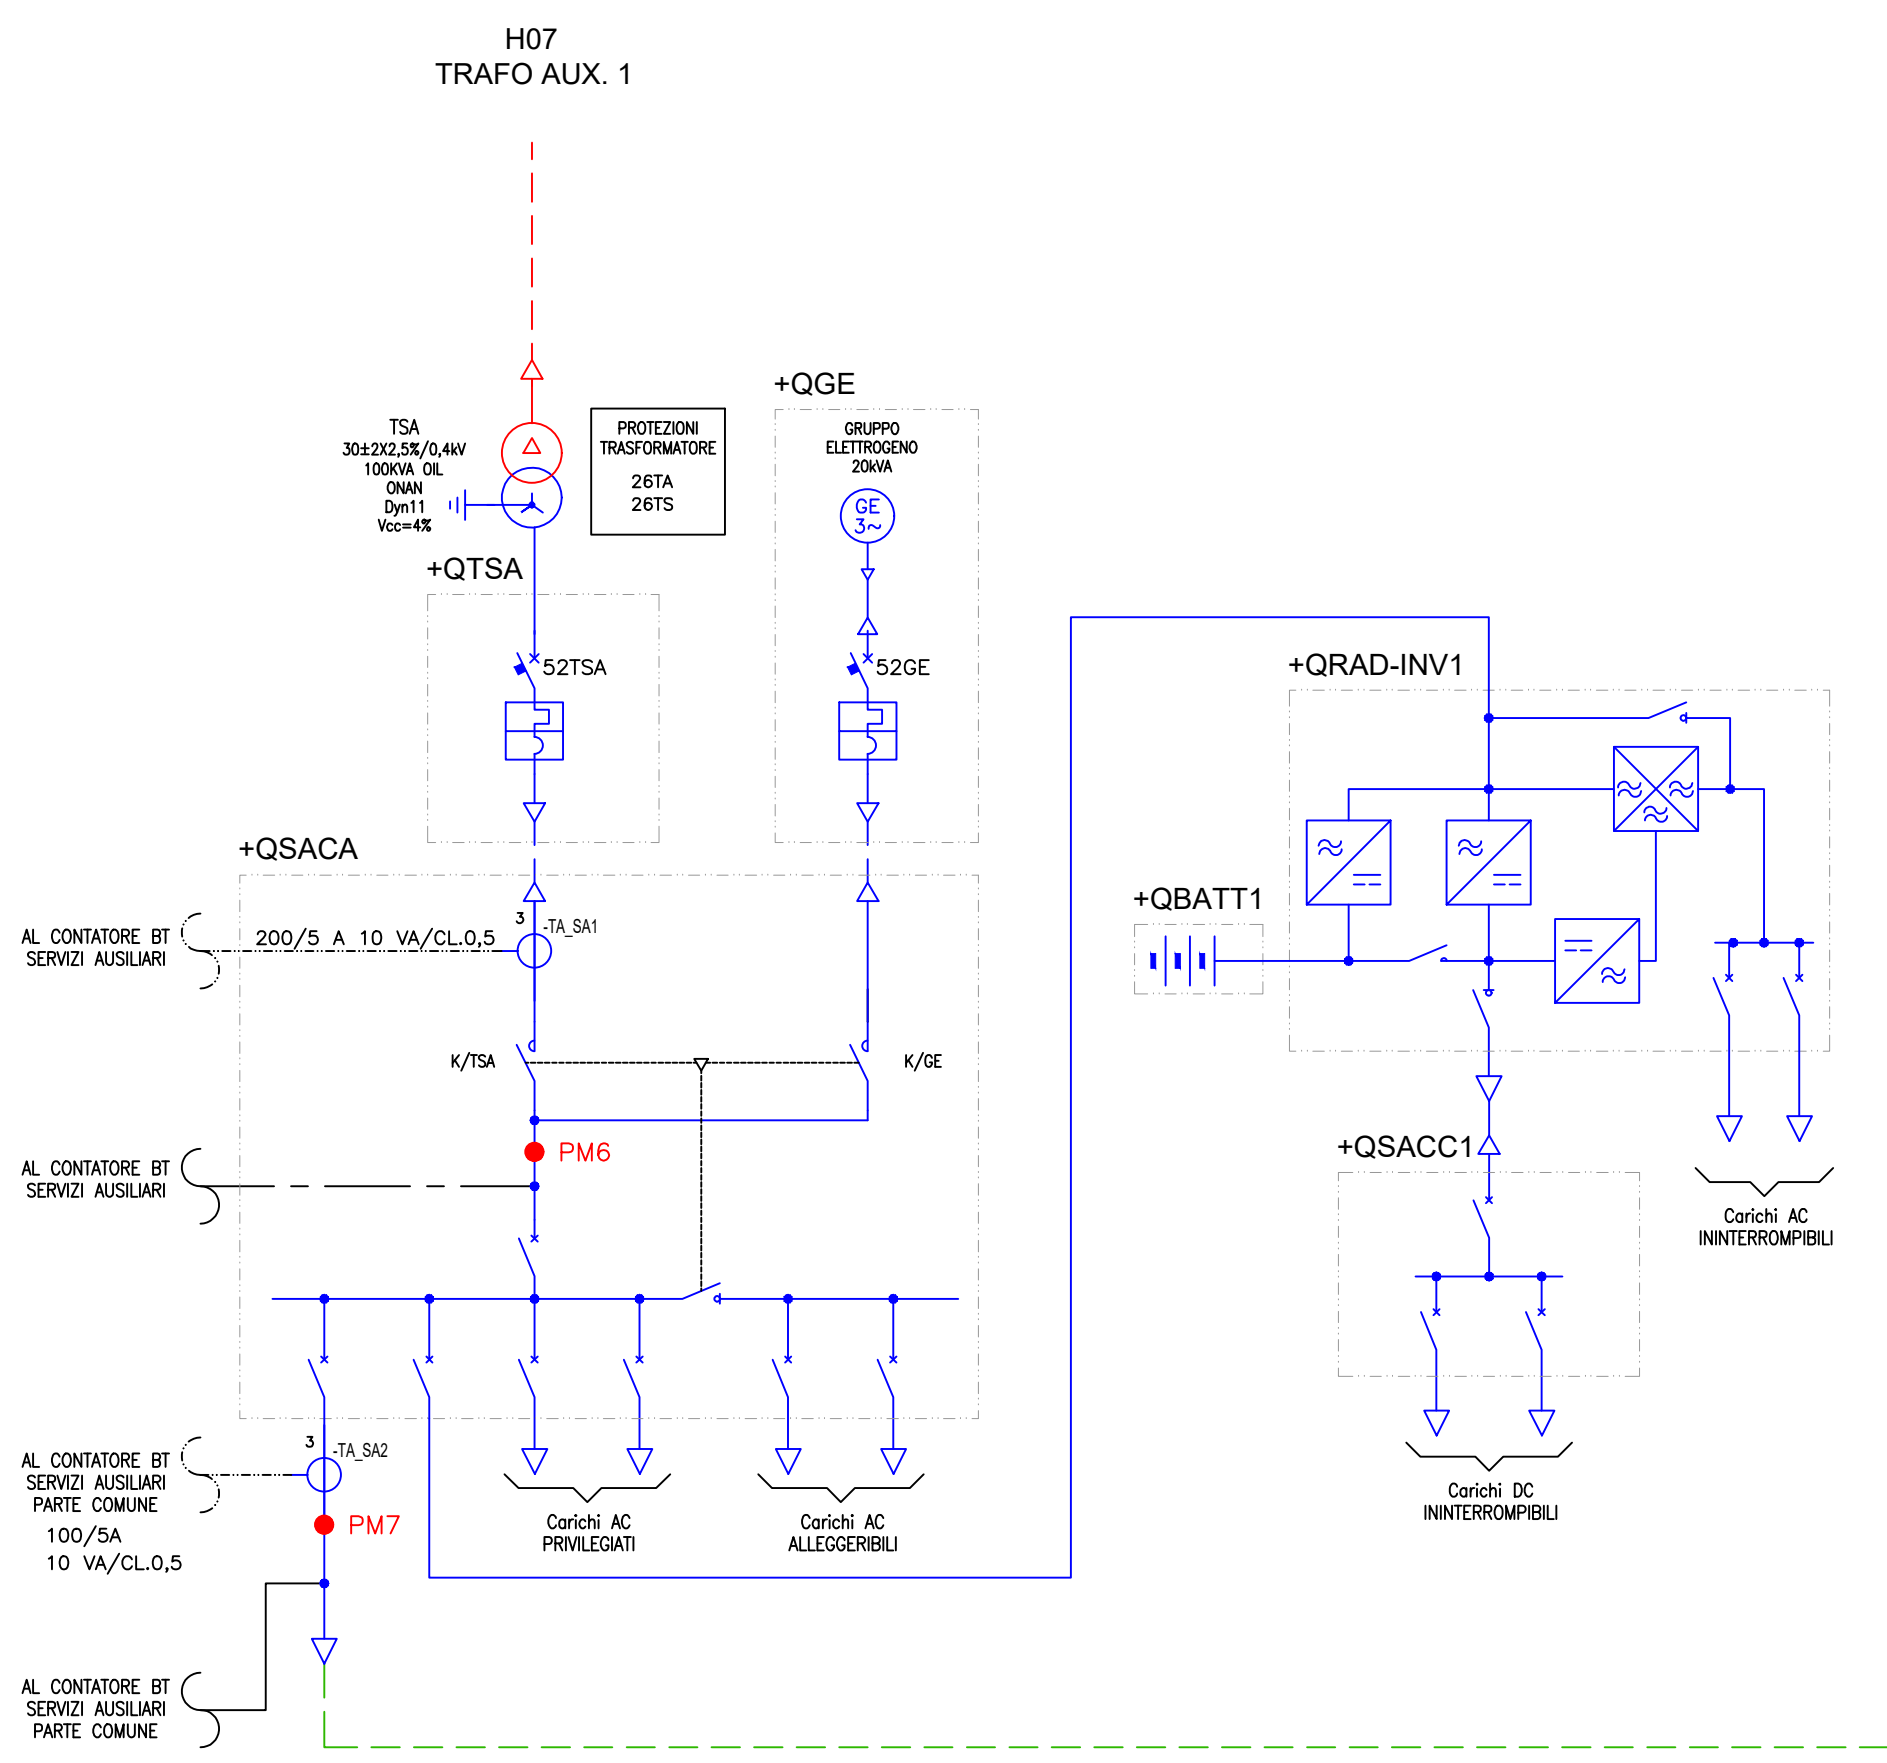 H07
TRAFO AUX. 1
+QGE
TSA
30±2X2,5%/0,4kV
100KVA OIL
ONAN
Dyn11
Vcc=4%
PROTEZIONI
TRASFORMATORE
26TA
26TS
GRUPPO
ELETTROGENO
20kVA
GE
3~
+QTSA
52TSA
52GE
+QRAD-INV1
+QSACA
+QBATT1
3
-TA_SA1
AL CONTATORE BT
SERVIZI AUSILIARI
200/5 A 10 VA/CL.0,5
K/TSA
K/GE
PM6
AL CONTATORE BT
SERVIZI AUSILIARI
+QSACC1
Carichi AC
ININTERROMPIBILI
3
-TA_SA2
AL CONTATORE BT
SERVIZI AUSILIARI
PARTE COMUNE
100/5A
10 VA/CL.0,5
PM7
Carichi AC
PRIVILEGIATI
Carichi AC
ALLEGGERIBILI
Carichi DC
ININTERROMPIBILI
AL CONTATORE BT
SERVIZI AUSILIARI
PARTE COMUNE